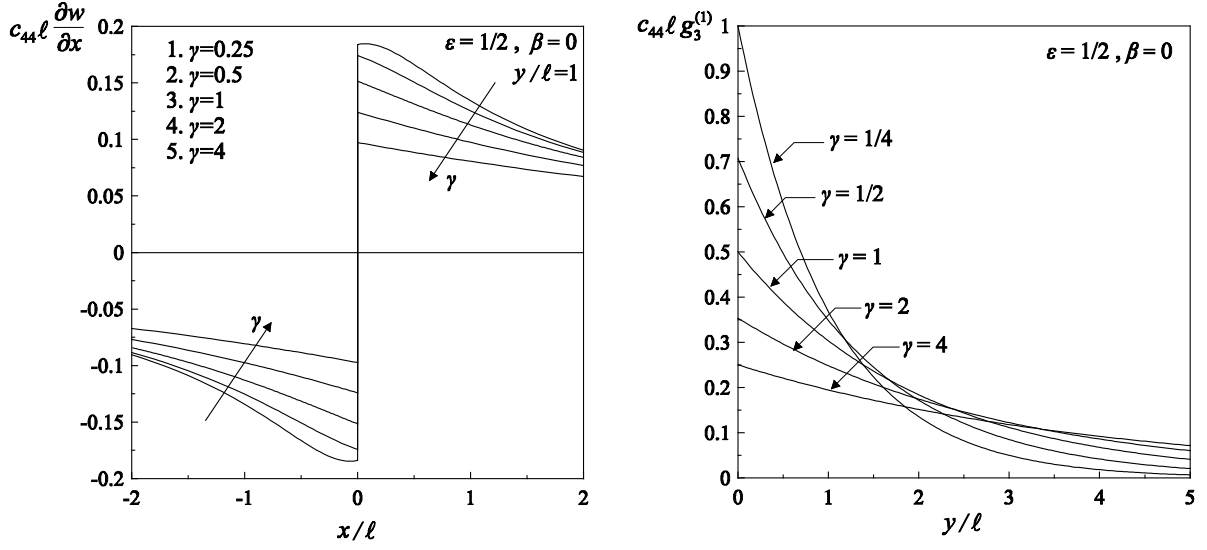 c₄₄ℓ ∂w/∂x
0.2
0.15
0.1
0.05
0
-0.05
-0.1
-0.15
-0.2
1. γ=0.25
2. γ=0.5
3. γ=1
4. γ=2
5. γ=4
ε = 1/2 , β = 0
y / ℓ=1
γ
γ
-2 -1 0 1 2
x / ℓ
c₄₄ℓ g₃⁽¹⁾
1
0.9
0.8
0.7
0.6
0.5
0.4
0.3
0.2
0.1
0
ε = 1/2 , β = 0
γ = 1/4
γ = 1/2
γ = 1
γ = 2
γ = 4
0 1 2 3 4 5
y / ℓ